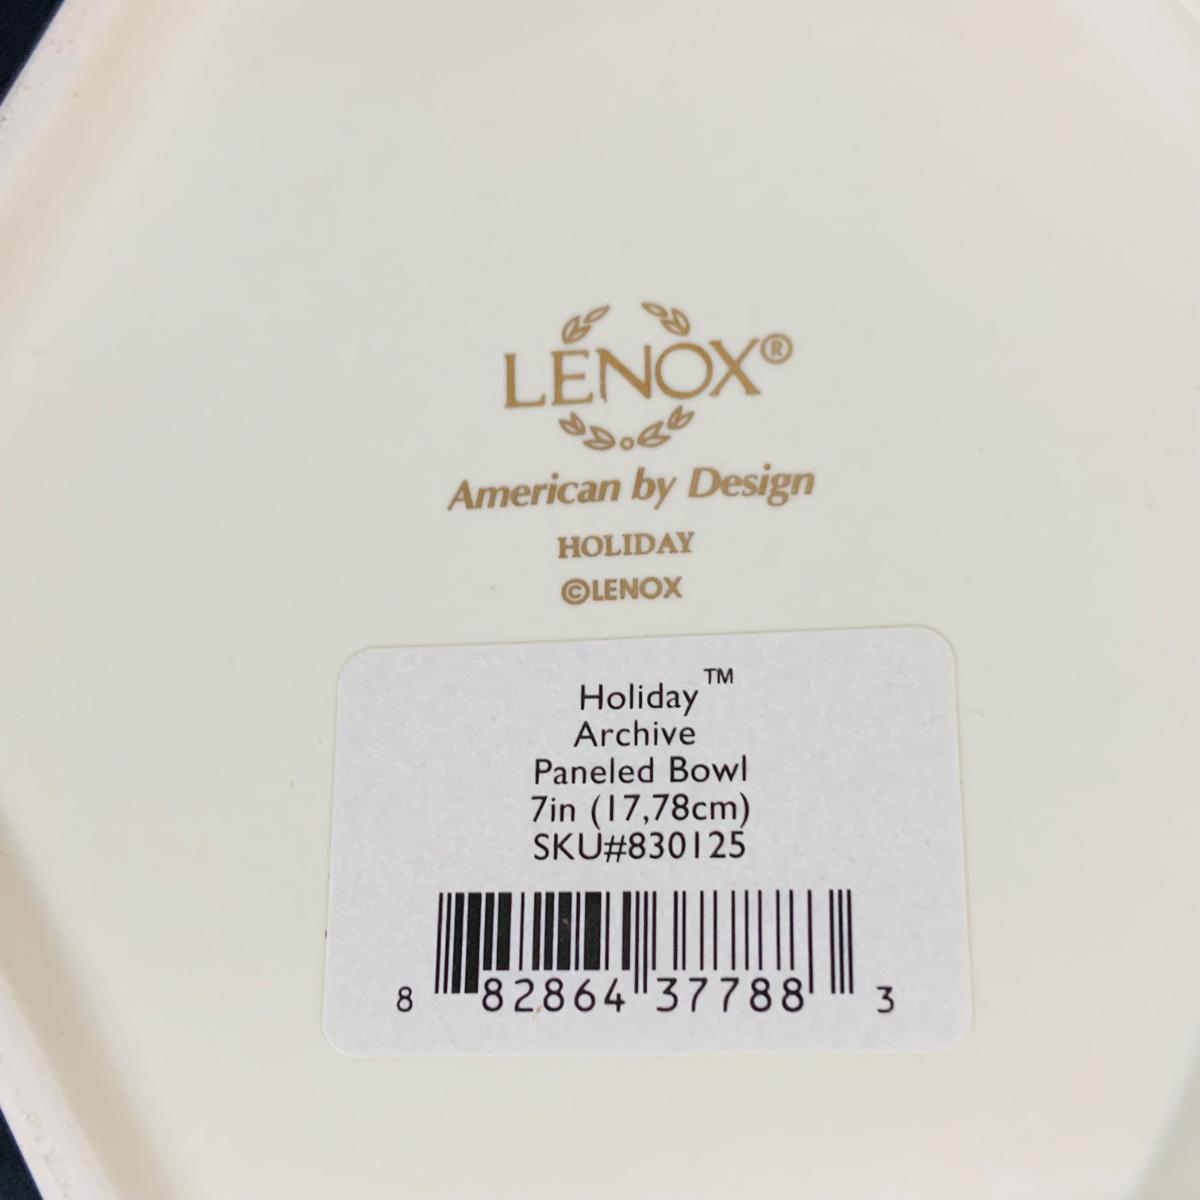 LENOX®
American by Design
HOLIDAY
©LENOX
Holiday™
Archive
Paneled Bowl
7in (17,78cm)
SKU#830125
8 82864 37788 3